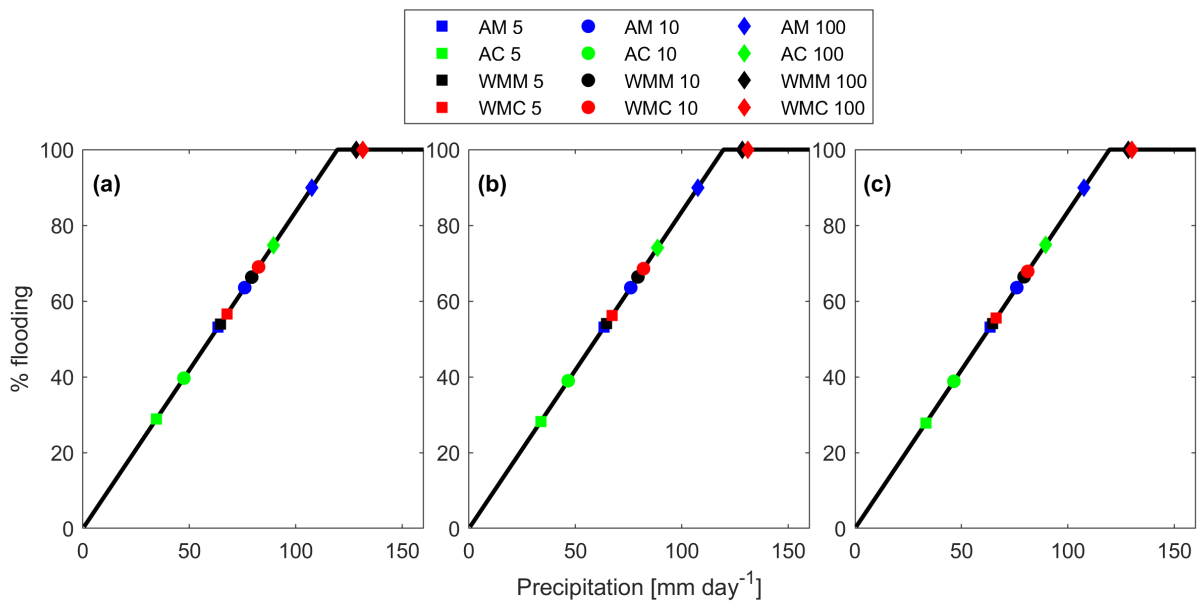 AM 5 AM 10 AM 100
AC 5 AC 10 AC 100
WMM 5 WMM 10 WMM 100
WMC 5 WMC 10 WMC 100
100 100 100
(a) (b) (c)
80 80 80
60 60 60
% flooding
40 40 40
20 20 20
0 0 0
0 50 100 150 0 50 100 150 0 50 100 150
Precipitation [mm day⁻¹]